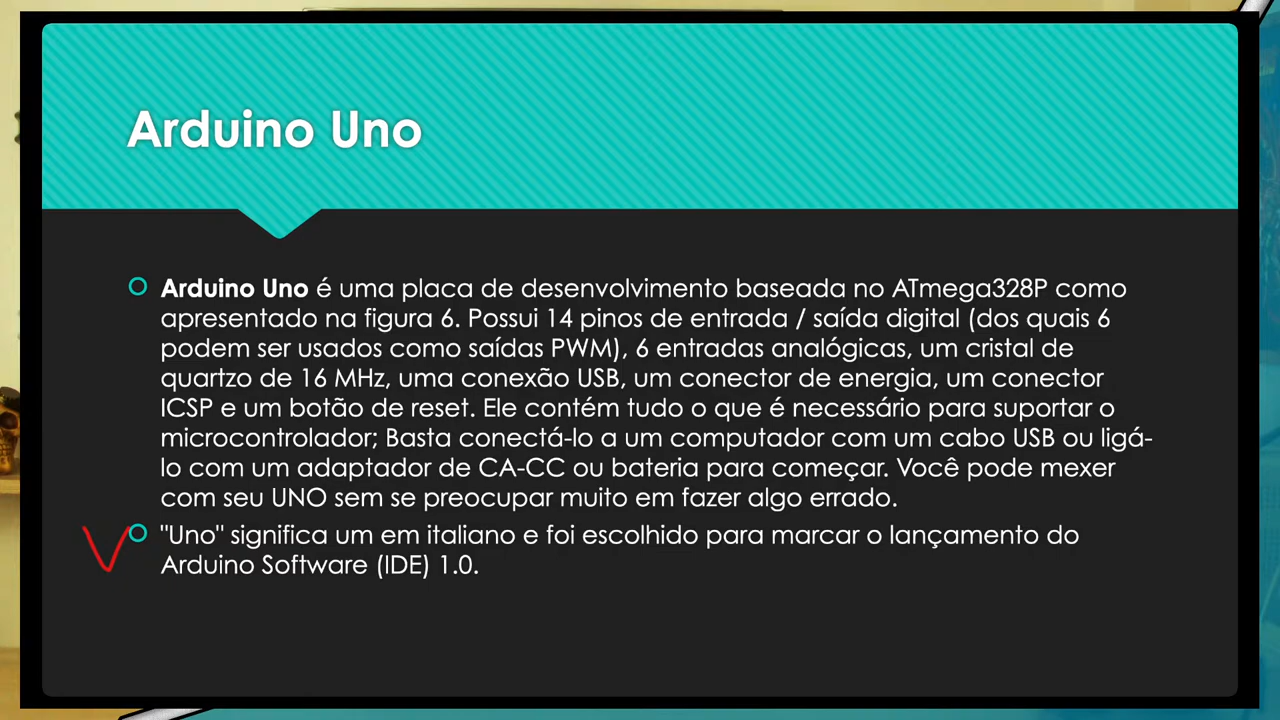 Arduino Uno
Arduino Uno é uma placa de desenvolvimento baseada no ATmega328P como
apresentado na figura 6. Possui 14 pinos de entrada / saída digital (dos quais 6
podem ser usados como saídas PWM), 6 entradas analógicas, um cristal de
quartzo de 16 MHz, uma conexão USB, um conector de energia, um conector
ICSP e um botão de reset. Ele contém tudo o que é necessário para suportar o
microcontrolador; Basta conectá-lo a um computador com um cabo USB ou ligá-
lo com um adaptador de CA-CC ou bateria para começar. Você pode mexer
com seu UNO sem se preocupar muito em fazer algo errado.
"Uno" significa um em italiano e foi escolhido para marcar o lançamento do
Arduino Software (IDE) 1.0.